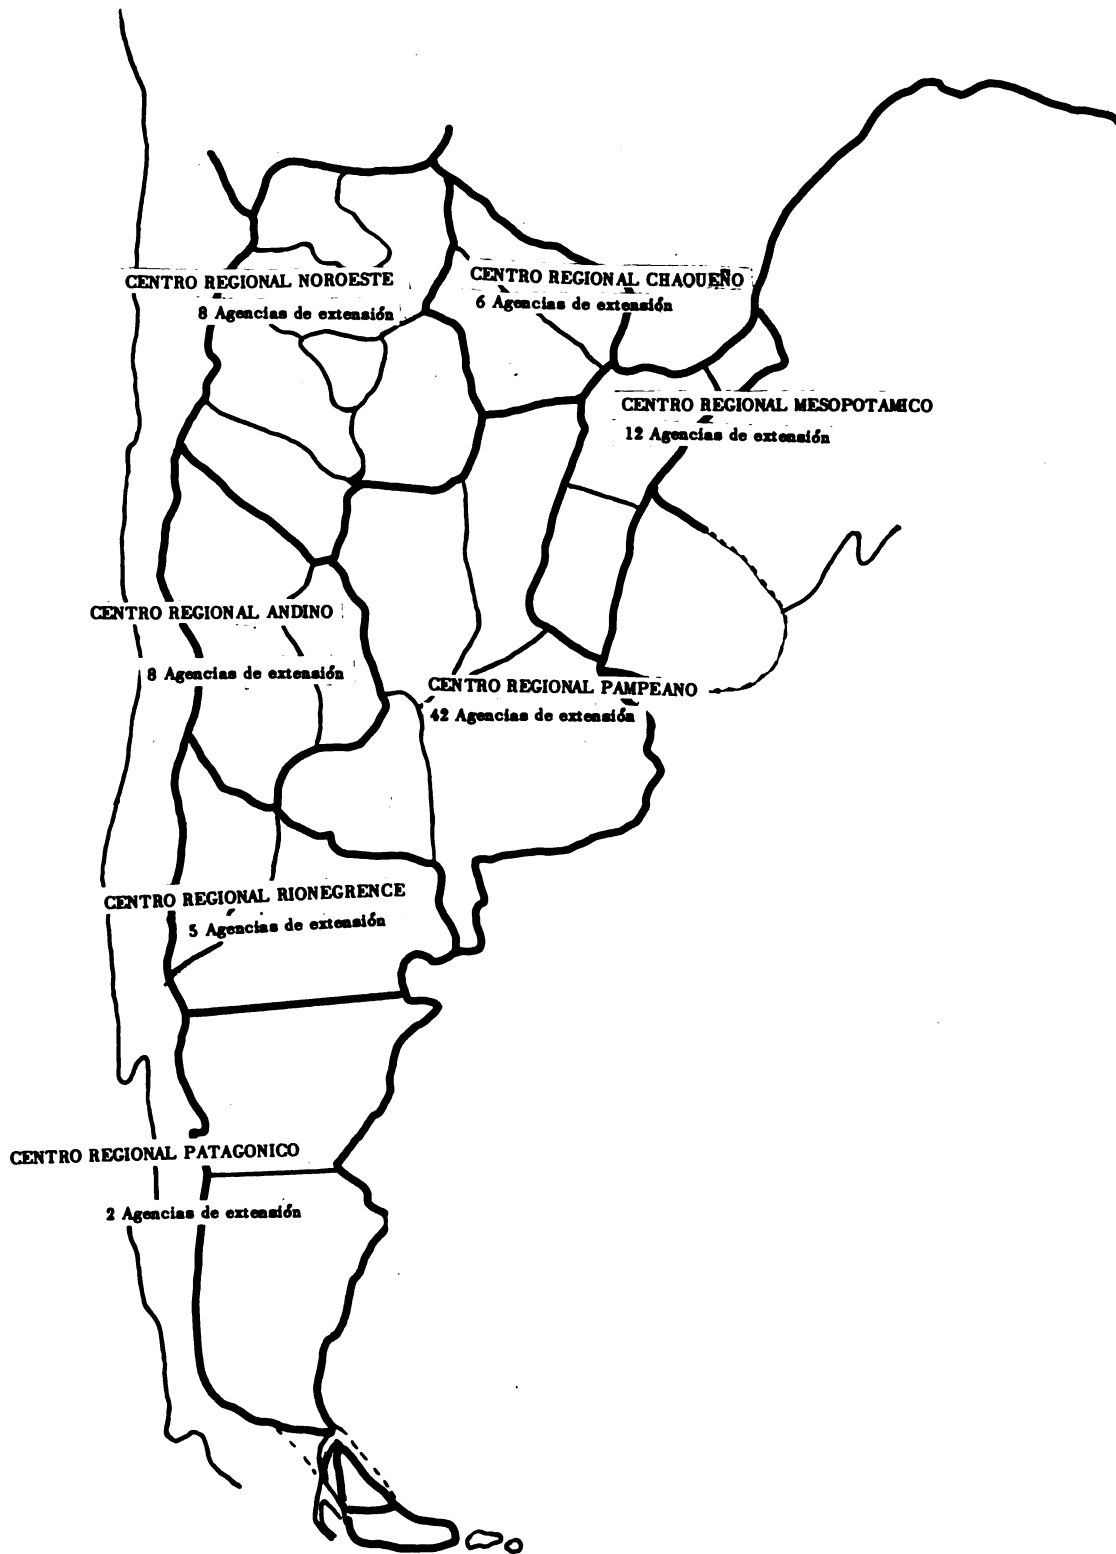 CENTRO REGIONAL NOROESTE
8 Agencias de extensión
CENTRO REGIONAL CHAQUEÑO
6 Agencias de extensión
CENTRO REGIONAL MESOPOTAMICO
12 Agencias de extensión
CENTRO REGIONAL ANDINO
8 Agencias de extensión
CENTRO REGIONAL PAMPEANO
42 Agencias de extensión
CENTRO REGIONAL RIONEGRENCE
5 Agencias de extensión
CENTRO REGIONAL PATAGONICO
2 Agencias de extensión